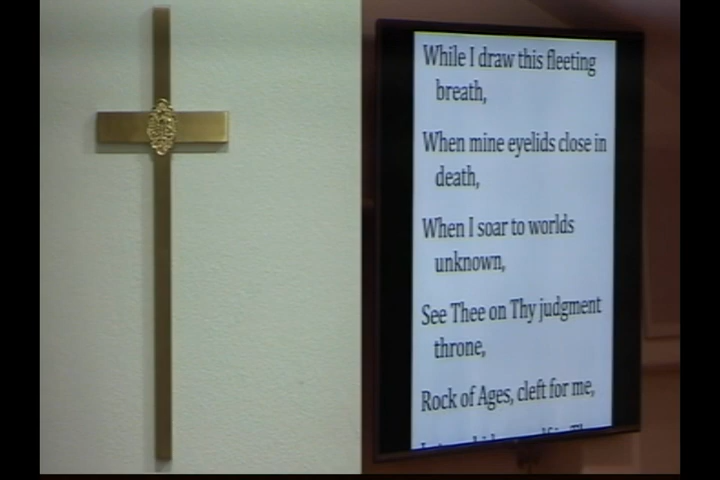 While I draw this fleeting
breath,
When mine eyelids close in
death,
When I soar to worlds
unknown,
See Thee on Thy judgment
throne,
Rock of Ages, cleft for me,